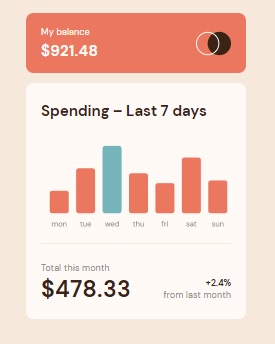 My balance
$921.48
Spending – Last 7 days
mon tue wed thu fri sat sun
Total this month
$478.33
+2.4%
from last month